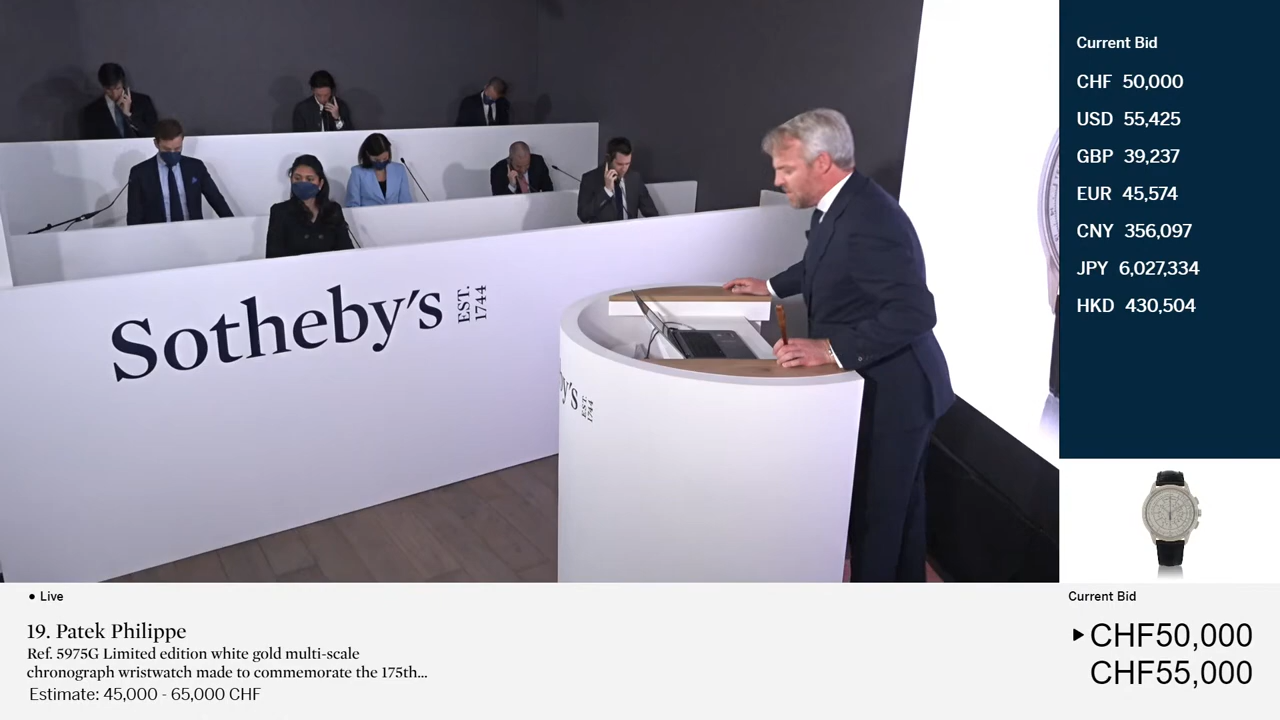 Current Bid
CHF 50,000
USD 55,425
GBP 39,237
EUR 45,574
CNY 356,097
JPY 6,027,334
HKD 430,504
Sotheby's
EST.
1744
by's
EST.
1744
• Live
19. Patek Philippe
Ref. 5975G Limited edition white gold multi-scale
chronograph wristwatch made to commemorate the 175th...
Estimate: 45,000 - 65,000 CHF
Current Bid
CHF50,000
CHF55,000